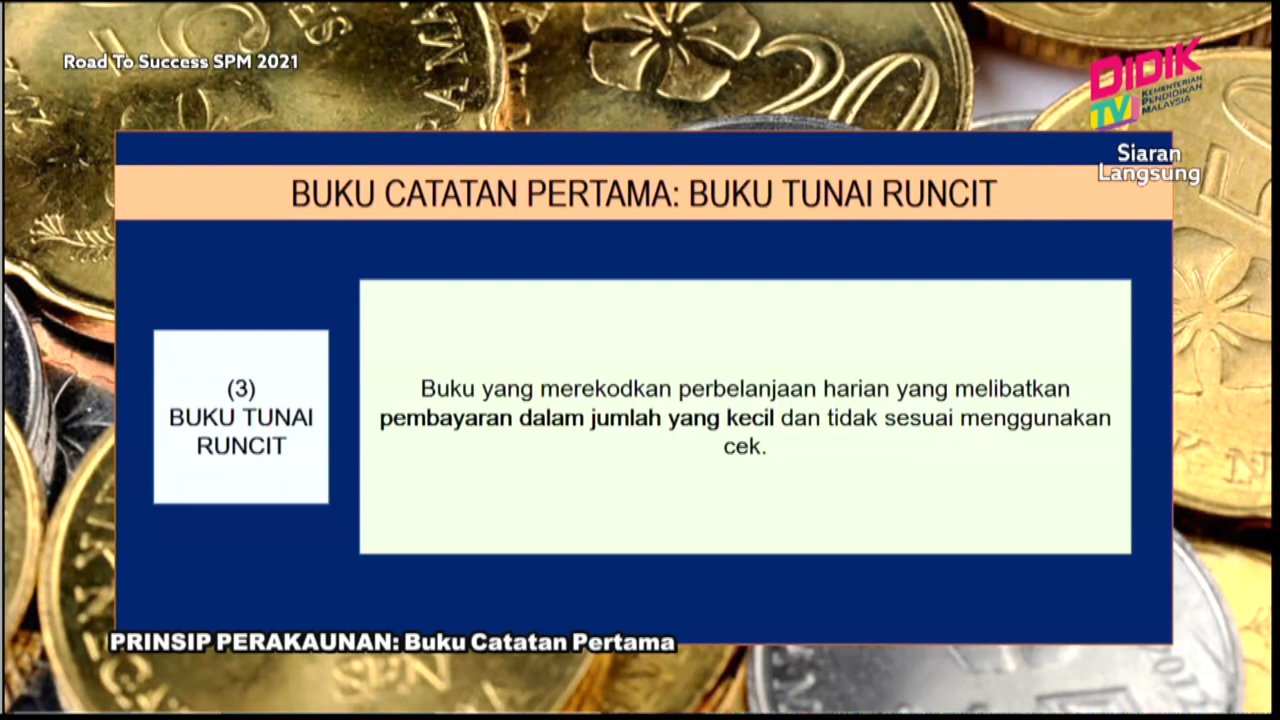 Road To Success SPM 2021
DIDIK
TV
KEMENTERIAN
PENDIDIKAN
MALAYSIA
Siaran
Langsung
BUKU CATATAN PERTAMA: BUKU TUNAI RUNCIT
(3)
BUKU TUNAI
RUNCIT
Buku yang merekodkan perbelanjaan harian yang melibatkan
pembayaran dalam jumlah yang kecil dan tidak sesuai menggunakan
cek.
PRINSIP PERAKAUNAN: Buku Catatan Pertama
20